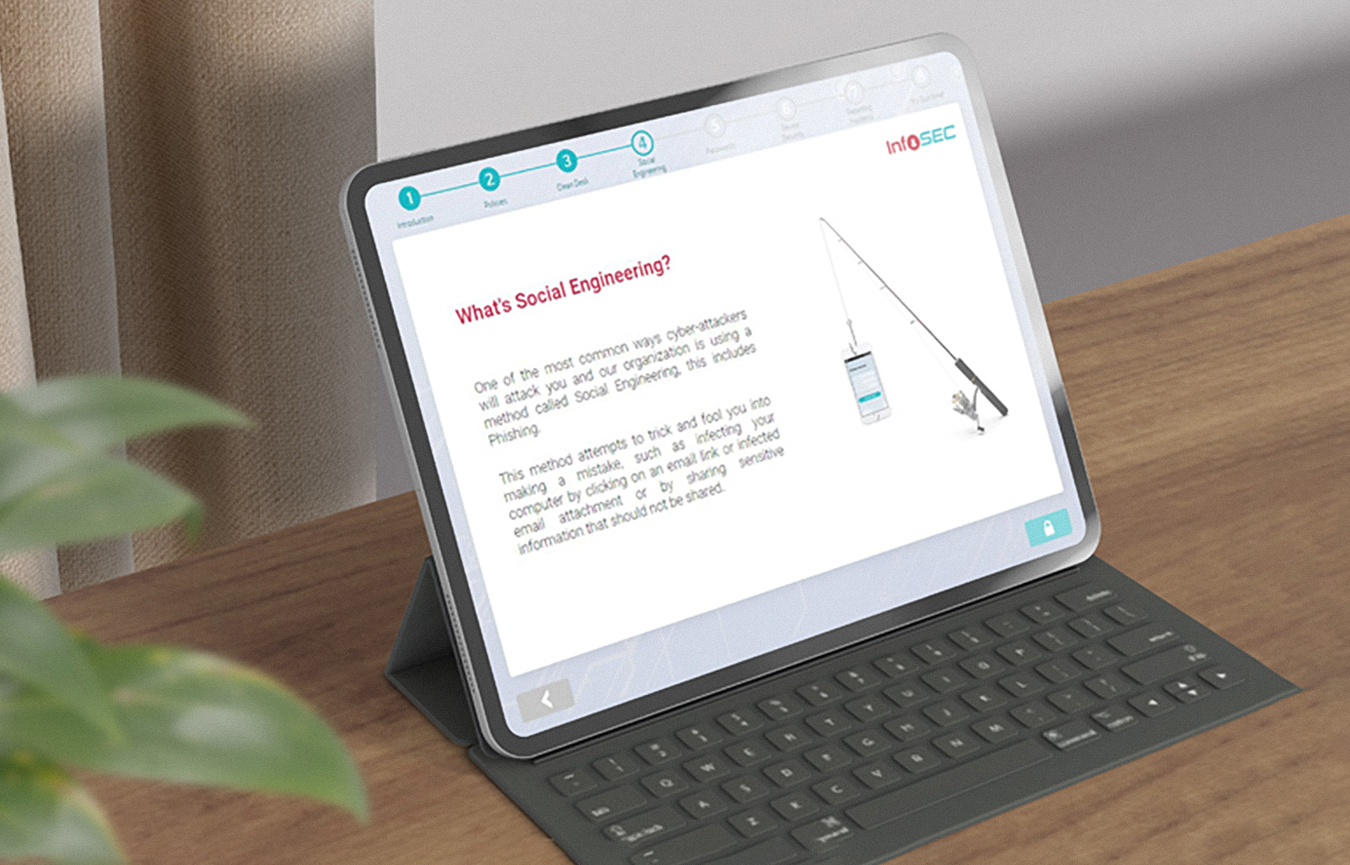 1
2
3
4
5
6
7
8
Introduction
Policies
Clean Desk
Social
Engineering
Passwords
Device
Security
Reporting
InfoSEC
What's Social Engineering?
One of the most common ways cyber-attackers
will attack you and our organization is using a
method called Social Engineering, this includes
Phishing.
This method attempts to trick and fool you into
making a mistake, such as infecting your
computer by clicking on an email link or infected
email attachment or by sharing sensitive
information that should not be shared.
Q W E R T Y U I O P
A S D F G H J K L
Z X C V B N M
command
option